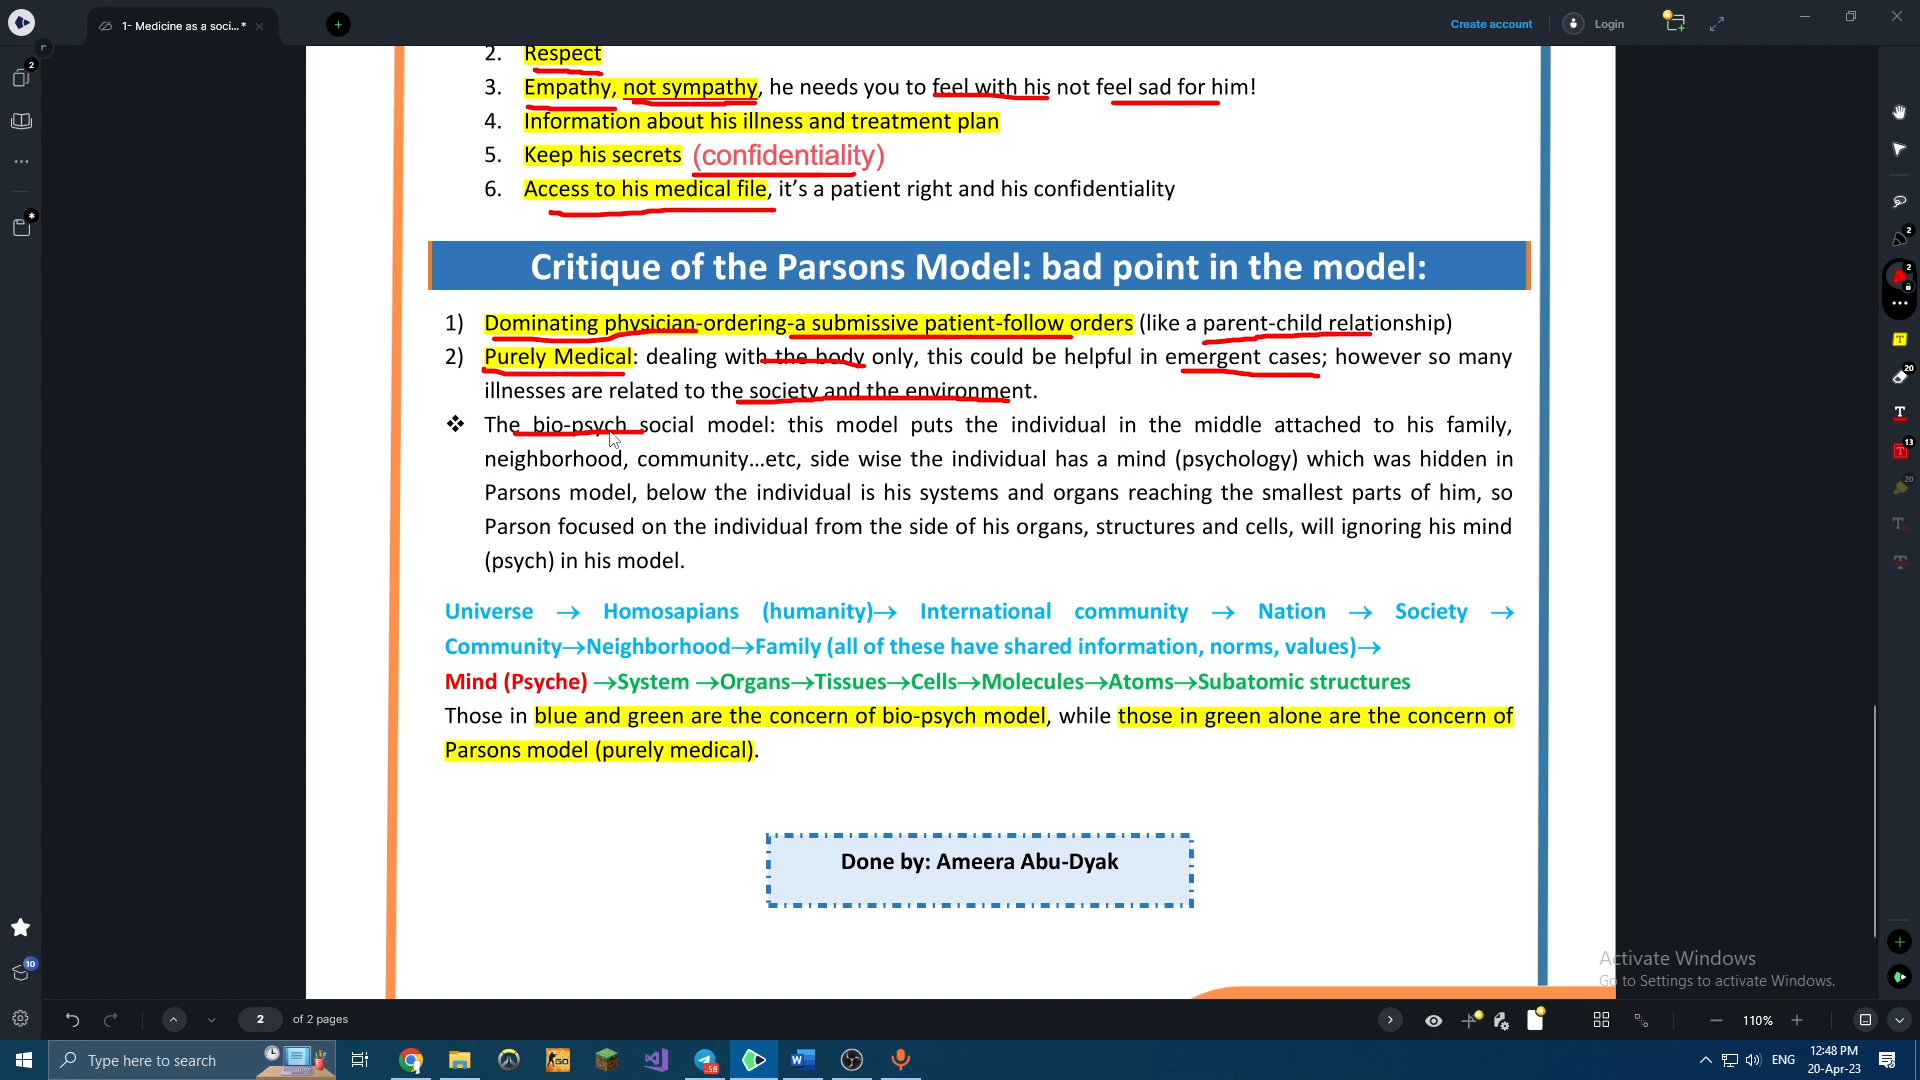 1- Medicine as a soci...*
Create account
Login
2. Respect
3. Empathy, not sympathy, he needs you to feel with his not feel sad for him!
4. Information about his illness and treatment plan
5. Keep his secrets (confidentiality)
6. Access to his medical file, it’s a patient right and his confidentiality
Critique of the Parsons Model: bad point in the model:
1) Dominating physician-ordering-a submissive patient-follow orders (like a parent-child relationship)
2) Purely Medical: dealing with the body only, this could be helpful in emergent cases; however so many
illnesses are related to the society and the environment.
❖ The bio-psych social model: this model puts the individual in the middle attached to his family,
neighborhood, community…etc, side wise the individual has a mind (psychology) which was hidden in
Parsons model, below the individual is his systems and organs reaching the smallest parts of him, so
Parson focused on the individual from the side of his organs, structures and cells, will ignoring his mind
(psych) in his model.
Universe → Homosapians (humanity)→ International community → Nation → Society →
Community→Neighborhood→Family (all of these have shared information, norms, values)→
Mind (Psyche) →System →Organs→Tissues→Cells→Molecules→Atoms→Subatomic structures
Those in blue and green are the concern of bio-psych model, while those in green alone are the concern of
Parsons model (purely medical).
Done by: Ameera Abu-Dyak
Activate Windows
Go to Settings to activate Windows.
2 of 2 pages
110%
Type here to search
ENG
12:48 PM
20-Apr-23